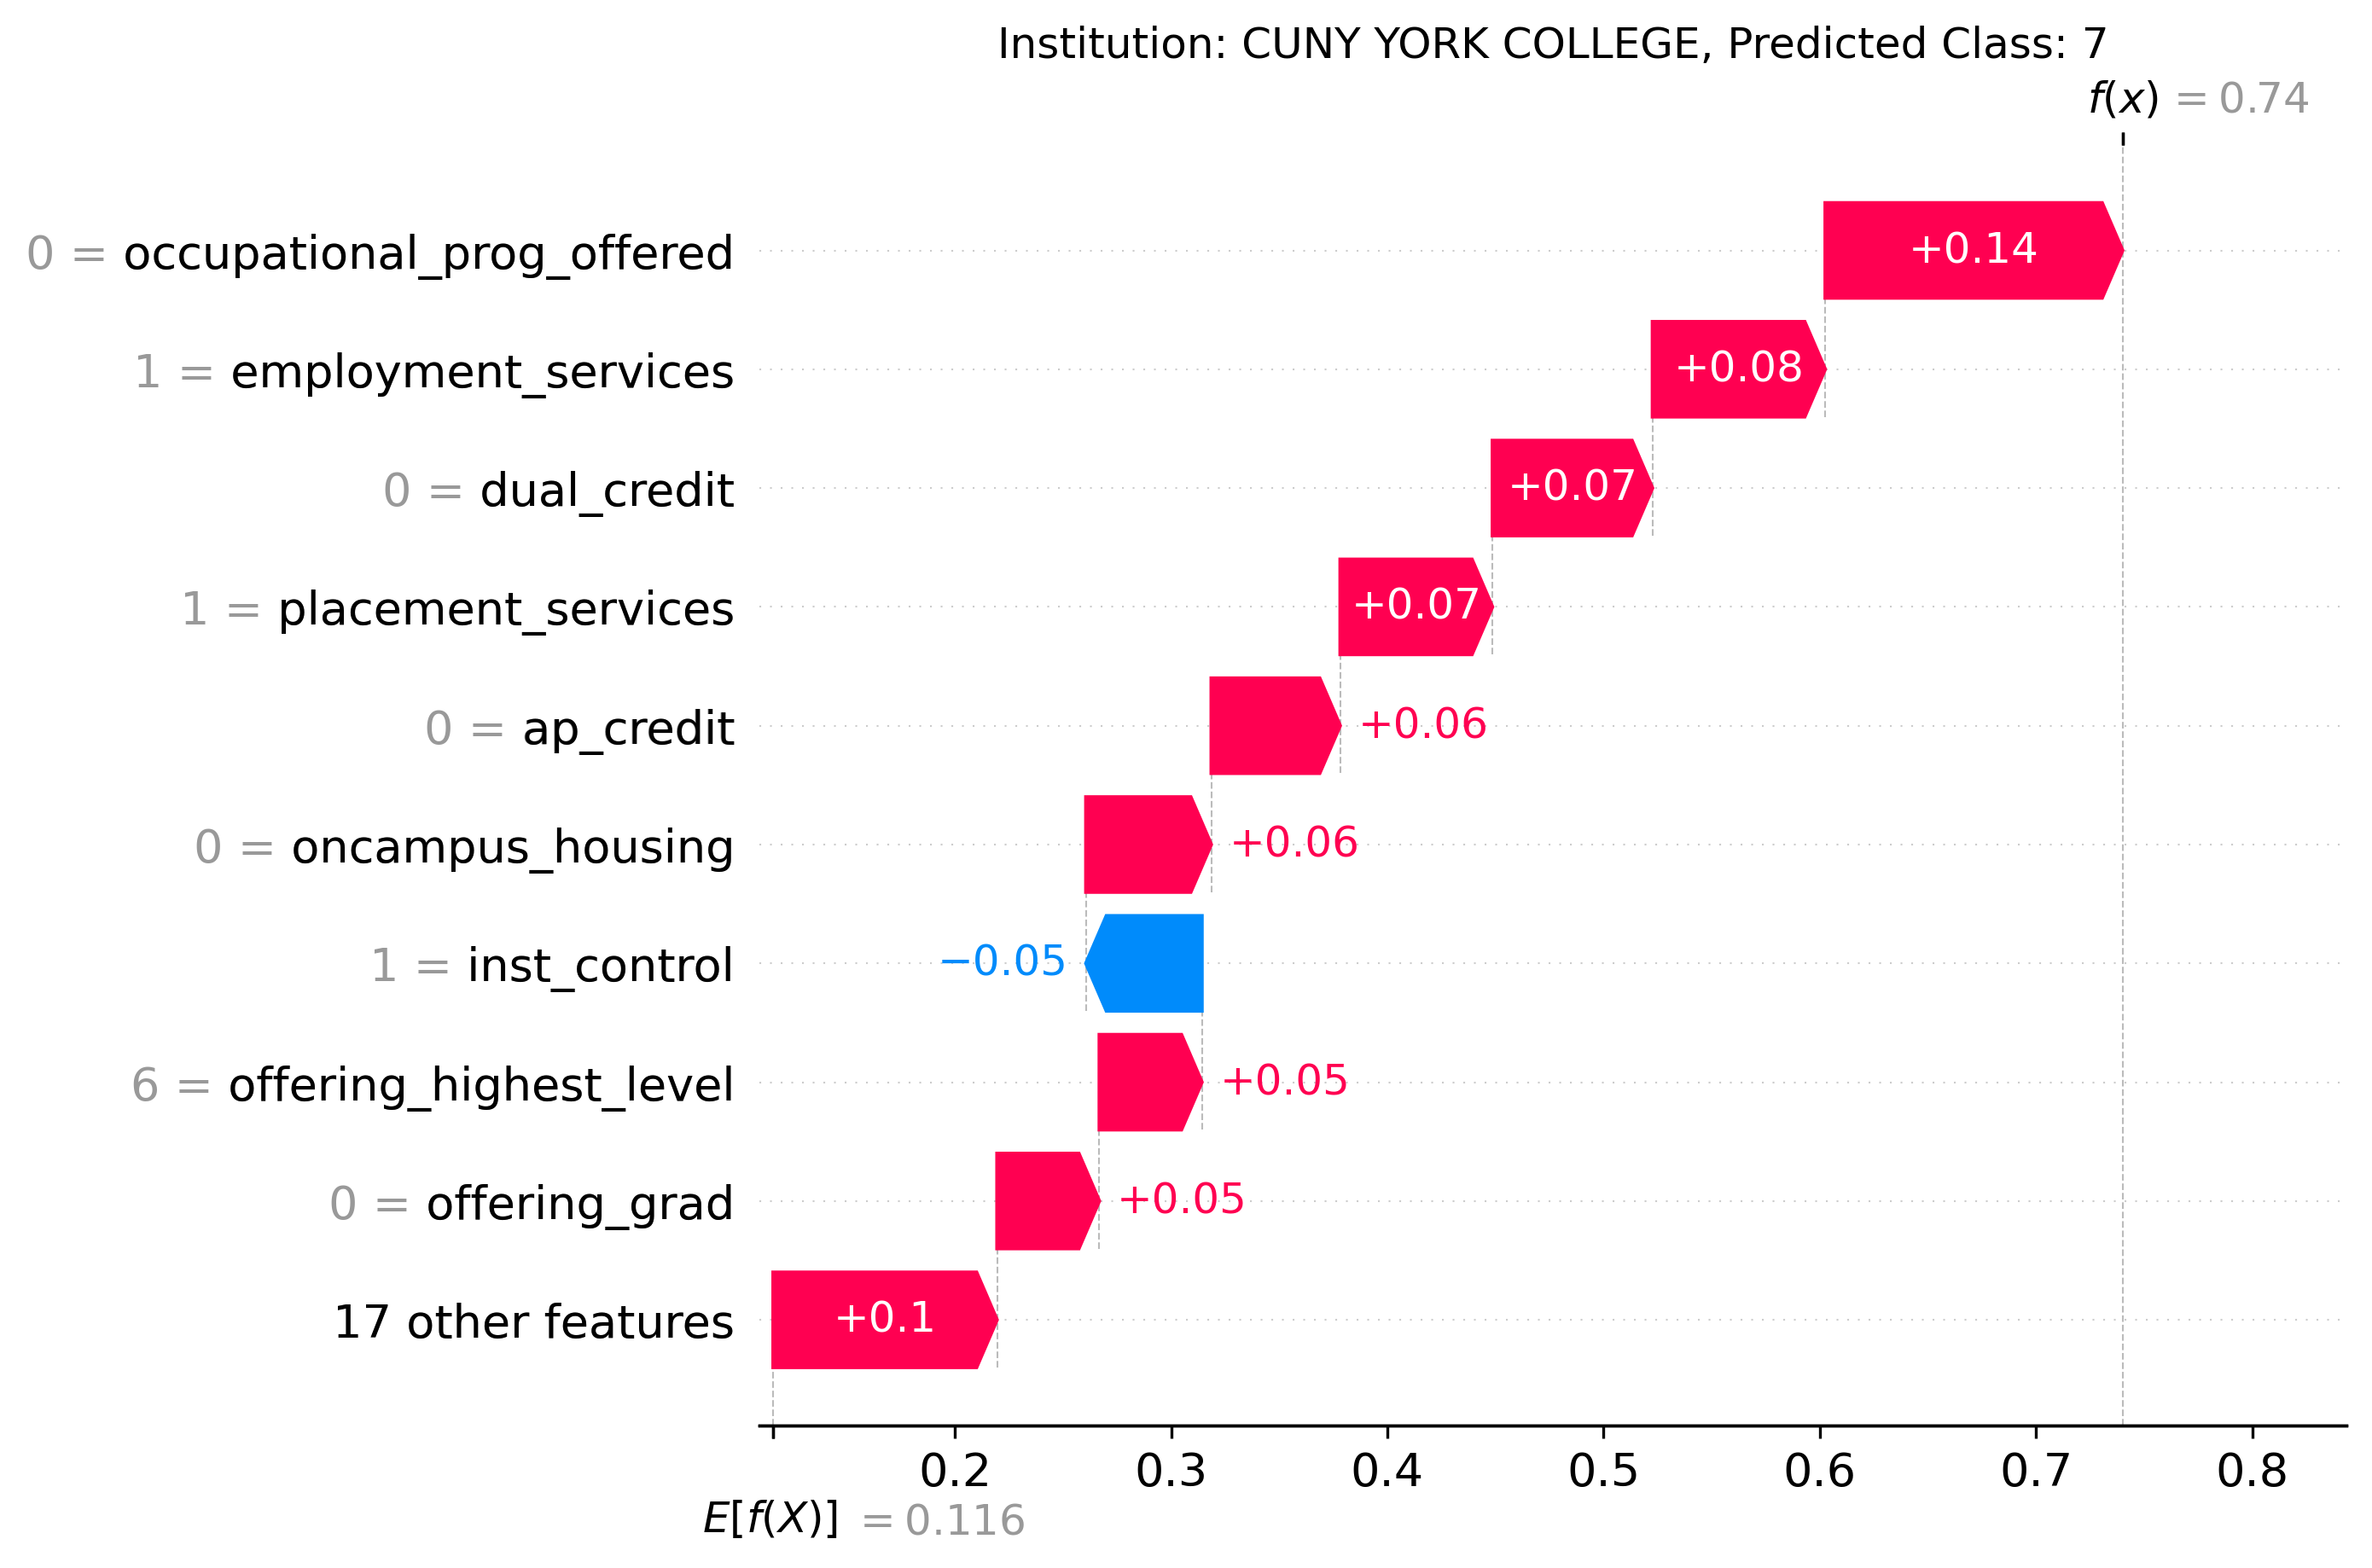 Institution: CUNY YORK COLLEGE, Predicted Class: 7
f(x) = 0.74
0 = occupational_prog_offered +0.14
1 = employment_services +0.08
0 = dual_credit +0.07
1 = placement_services +0.07
0 = ap_credit +0.06
0 = oncampus_housing +0.06
1 = inst_control −0.05
6 = offering_highest_level +0.05
0 = offering_grad +0.05
17 other features +0.1
0.2 0.3 0.4 0.5 0.6 0.7 0.8
E[f(X)] = 0.116